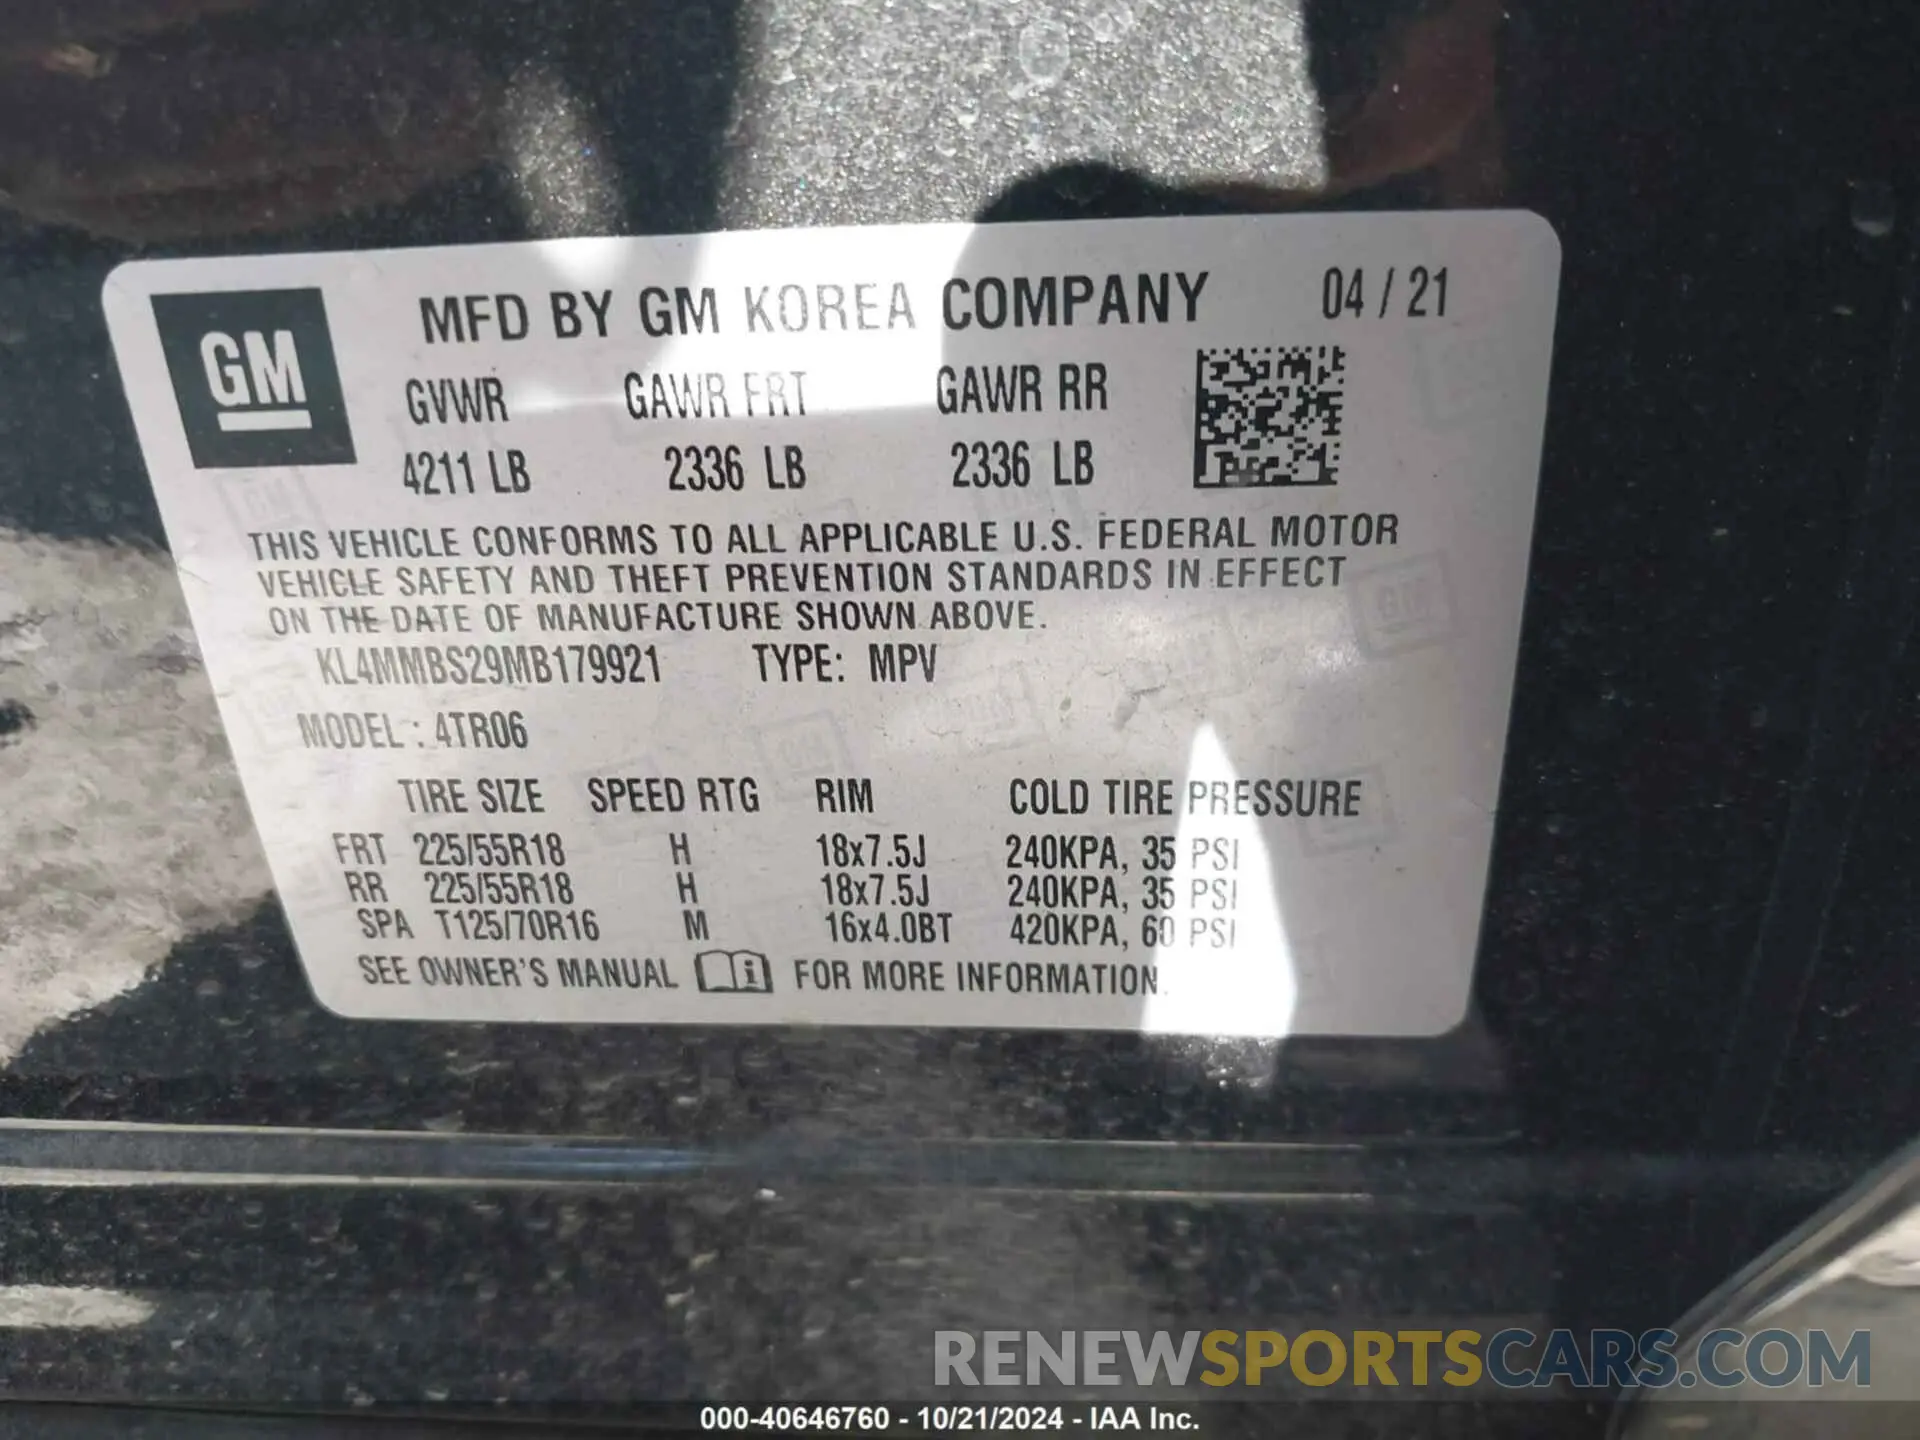 GM
MFD BY GM KOREA COMPANY 04 / 21
GVWR GAWR FRT GAWR RR
4211 LB 2336 LB 2336 LB
THIS VEHICLE CONFORMS TO ALL APPLICABLE U.S. FEDERAL MOTOR
VEHICLE SAFETY AND THEFT PREVENTION STANDARDS IN EFFECT
ON THE DATE OF MANUFACTURE SHOWN ABOVE.
KL4MMBS29MB179921 TYPE: MPV
MODEL : 4TR06
TIRE SIZE SPEED RTG RIM COLD TIRE PRESSURE
FRT 225/55R18 H 18x7.5J 240KPA, 35 PSI
RR 225/55R18 H 18x7.5J 240KPA, 35 PSI
SPA T125/70R16 M 16x4.0BT 420KPA, 60 PSI
SEE OWNER'S MANUAL i FOR MORE INFORMATION.
RENEWSPORTSCARS.COM
000-40646760 - 10/21/2024 - IAA Inc.